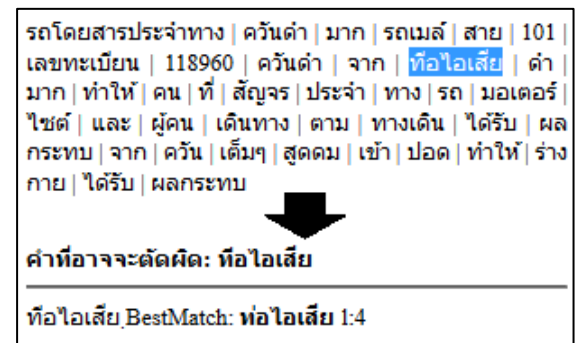 รถโดยสารประจำทาง | ควันดำ | มาก | รถเมล์ | สาย | 101 |
เลขทะเบียน | 118960 | ควันดำ | จาก | ทือไอเสีย | ดำ |
มาก | ทำให้ | คน | ที่ | สัญจร | ประจำ | ทาง | รถ | มอเตอร์ |
ไซต์ | และ | ผู้คน | เดินทาง | ตาม | ทางเดิน | ได้รับ | ผล
กระทบ | จาก | ควัน | เต็มๆ | สูดดม | เข้า | ปอด | ทำให้ | ร่าง
กาย | ได้รับ | ผลกระทบ
คำที่อาจจะตัดผิด: ทือไอเสีย
ทือไอเสีย,BestMatch: ท่อไอเสีย 1:4